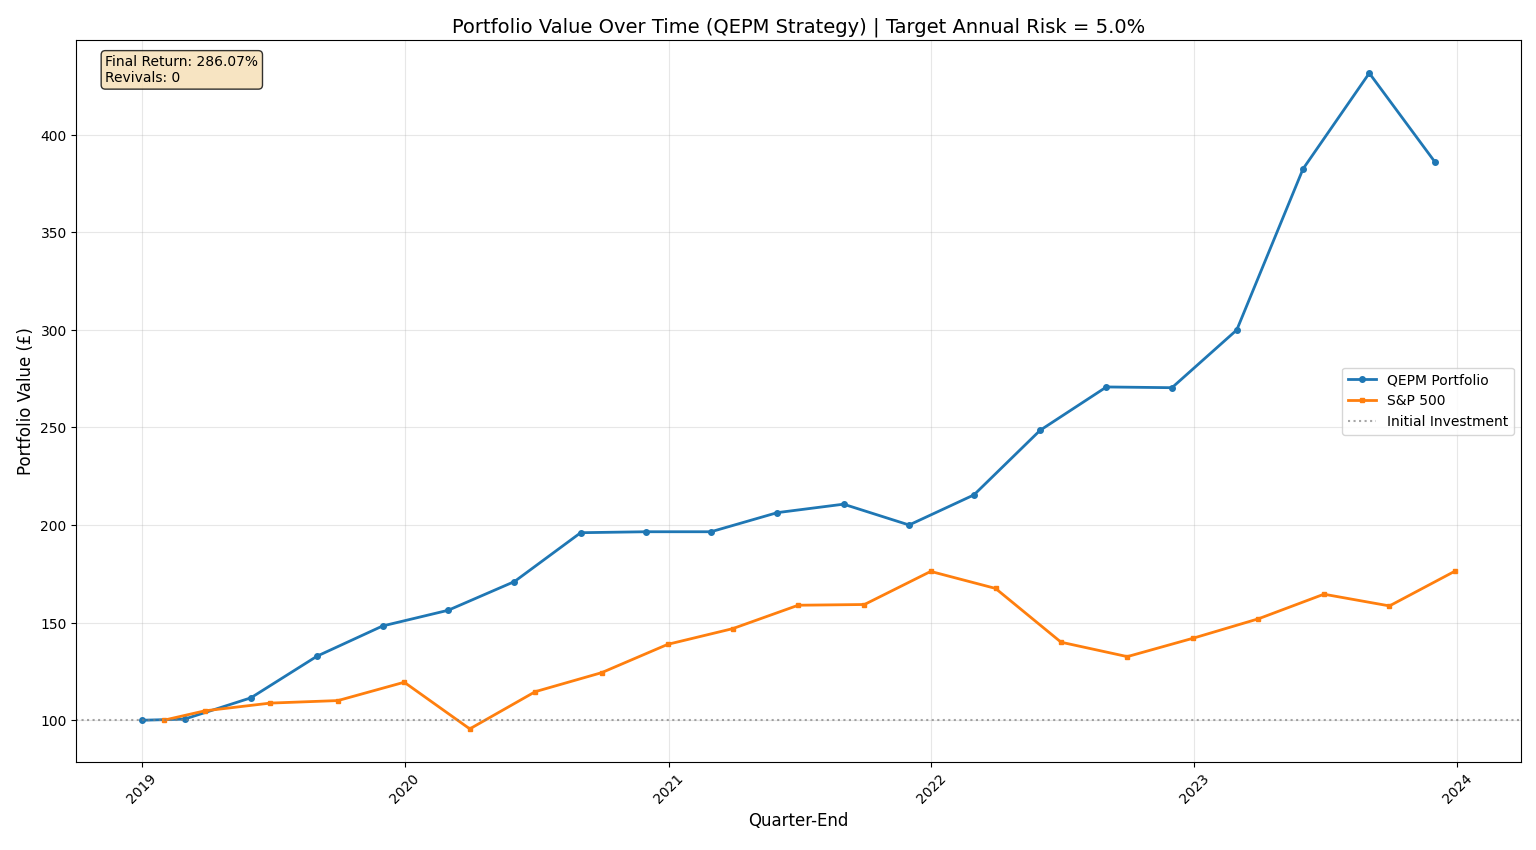 Portfolio Value Over Time (QEPM Strategy) | Target Annual Risk = 5.0%
Final Return: 286.07%
Revivals: 0
Portfolio Value (£)
400
350
300
250
200
150
100
QEPM Portfolio
S&P 500
Initial Investment
2019
2020
2021
2022
2023
2024
Quarter-End